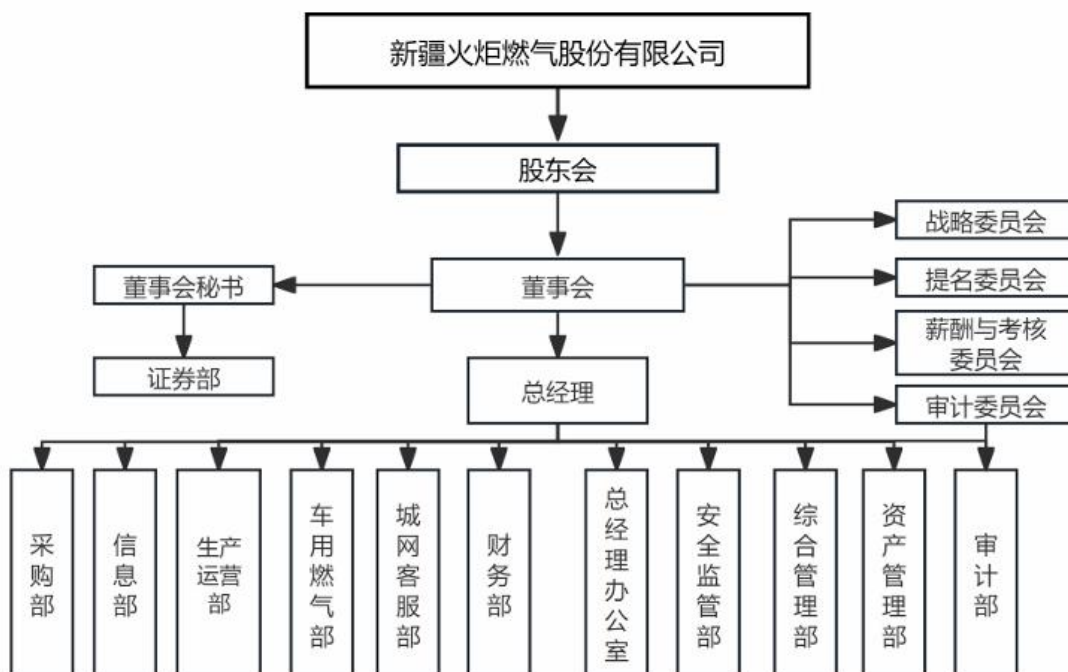 新疆火炬燃气股份有限公司
股东会
战略委员会
董事会秘书
董事会
提名委员会
薪酬与考核
委员会
证券部
总经理
审计委员会
采购部
信息部
生产
运营
部
车用燃气部
城网客服部
财务部
总经理办公室
安全监管部
综合管理部
资产管理部
审计部